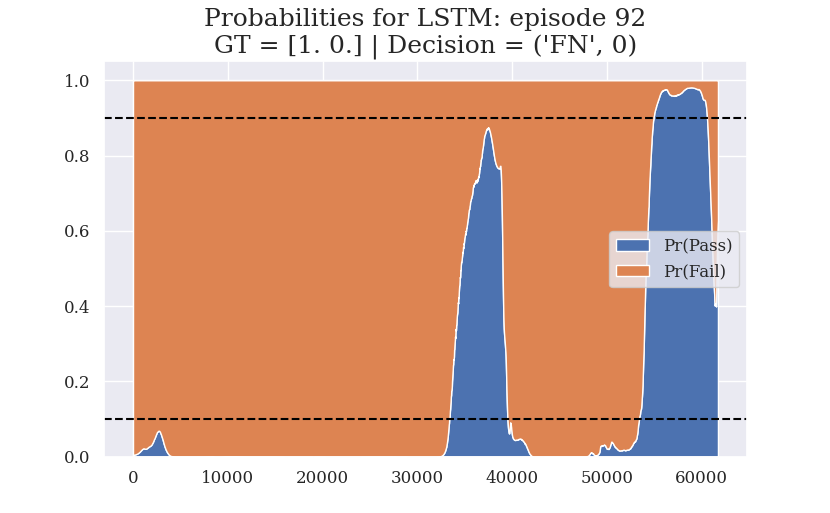 Probabilities for LSTM: episode 92
GT = [1. 0.] | Decision = ('FN', 0)
1.0
0.8
0.6
0.4
0.2
0.0
Pr(Pass)
Pr(Fail)
0 10000 20000 30000 40000 50000 60000